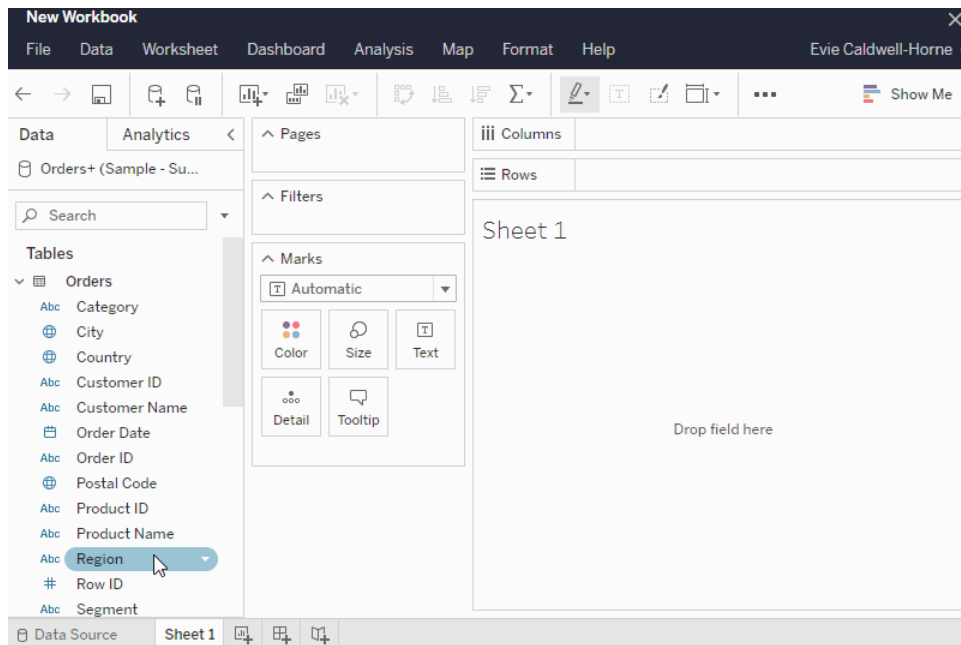 New Workbook
File Data Worksheet Dashboard Analysis Map Format Help Evie Caldwell-Horne
Show Me
Data Analytics
Orders+ (Sample - Su...
Search
Tables
Orders
Abc Category
City
Country
Abc Customer ID
Abc Customer Name
Order Date
Abc Order ID
Postal Code
Abc Product ID
Abc Product Name
Abc Region
# Row ID
Abc Segment
Pages
Filters
Marks
T Automatic
Color Size T Text
Detail Tooltip
iii Columns
Rows
Sheet 1
Drop field here
Data Source Sheet 1